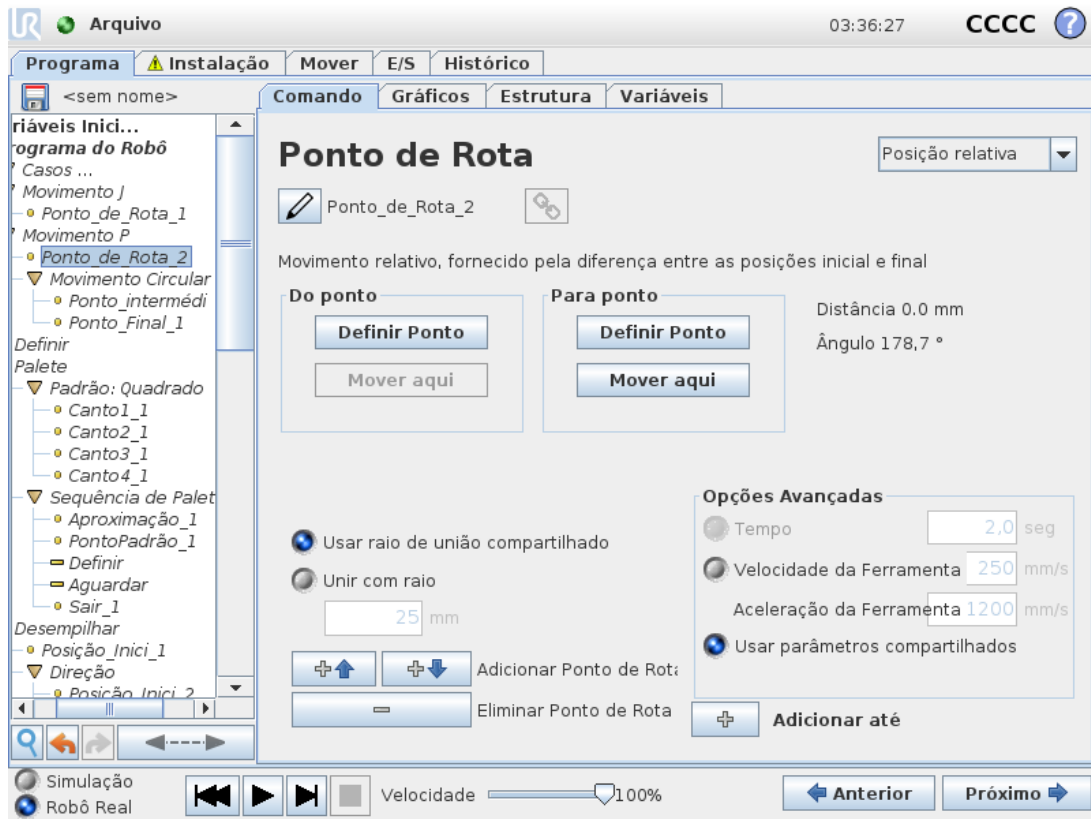 UR Arquivo 03:36:27 CCCC ?
Programa Instalação Mover E/S Histórico
<sem nome> Comando Gráficos Estrutura Variáveis
riáveis Inici...
rograma do Robô
Casos ...
Movimento J
Ponto_de_Rota_1
Movimento P
Ponto_de_Rota_2
Movimento Circular
Ponto_intermédi
Ponto_Final_1
Definir
Palete
Padrão: Quadrado
Canto1_1
Canto2_1
Canto3_1
Canto4_1
Sequência de Palet
Aproximação_1
PontoPadrão_1
Definir
Aguardar
Sair_1
Desempilhar
Posição_Inici_1
Direção
Posição_Inici_2
Ponto de Rota
Posição relativa
Ponto_de_Rota_2
Movimento relativo, fornecido pela diferença entre as posições inicial e final
Do ponto
Definir Ponto
Mover aqui
Para ponto
Definir Ponto
Mover aqui
Distância 0.0 mm
Ângulo 178,7 °
Usar raio de união compartilhado
Unir com raio
25 mm
Adicionar Ponto de Rota
Eliminar Ponto de Rota
Opções Avançadas
Tempo 2,0 seg
Velocidade da Ferramenta 250 mm/s
Aceleração da Ferramenta 1200 mm/s
Usar parâmetros compartilhados
Adicionar até
Simulação
Robô Real
Velocidade 100%
Anterior Próximo